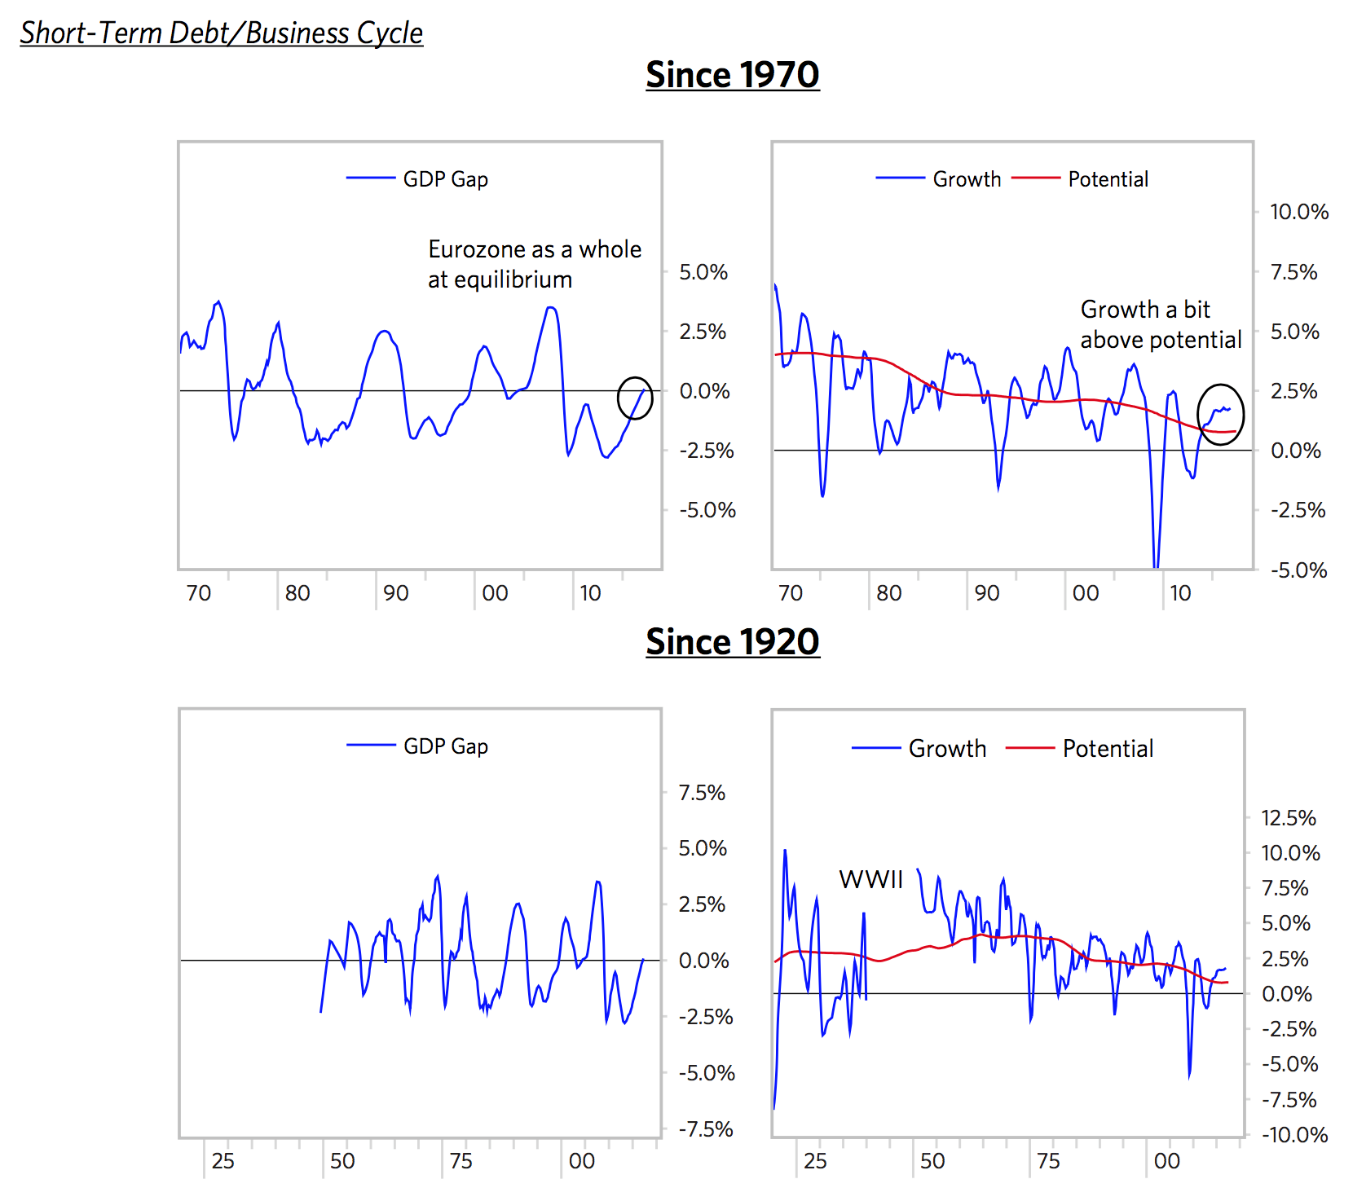 Short-Term Debt/Business Cycle
Since 1970
GDP Gap
Eurozone as a whole
at equilibrium
5.0%
2.5%
0.0%
-2.5%
-5.0%
70 80 90 00 10
Growth Potential
Growth a bit
above potential
10.0%
7.5%
5.0%
2.5%
0.0%
-2.5%
-5.0%
70 80 90 00 10
Since 1920
GDP Gap
7.5%
5.0%
2.5%
0.0%
-2.5%
-5.0%
-7.5%
25 50 75 00
Growth Potential
WWII
12.5%
10.0%
7.5%
5.0%
2.5%
0.0%
-2.5%
-5.0%
-7.5%
-10.0%
25 50 75 00